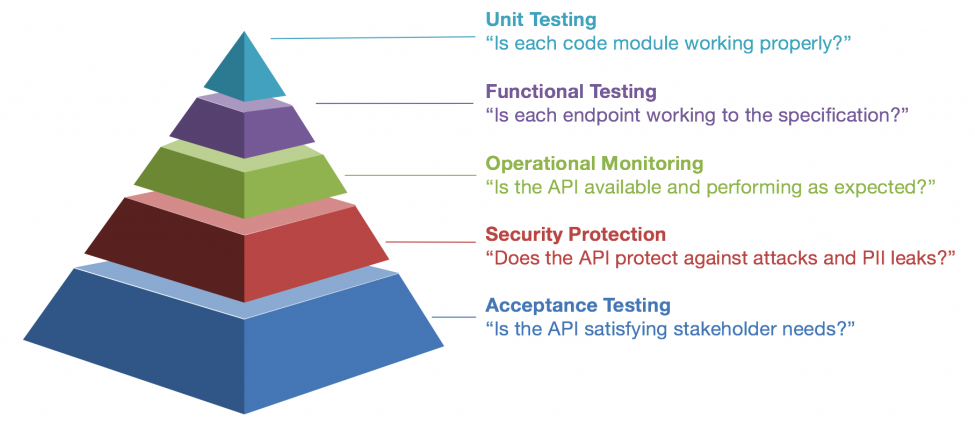 Unit Testing
“Is each code module working properly?”
Functional Testing
“Is each endpoint working to the specification?”
Operational Monitoring
“Is the API available and performing as expected?”
Security Protection
“Does the API protect against attacks and PII leaks?”
Acceptance Testing
“Is the API satisfying stakeholder needs?”